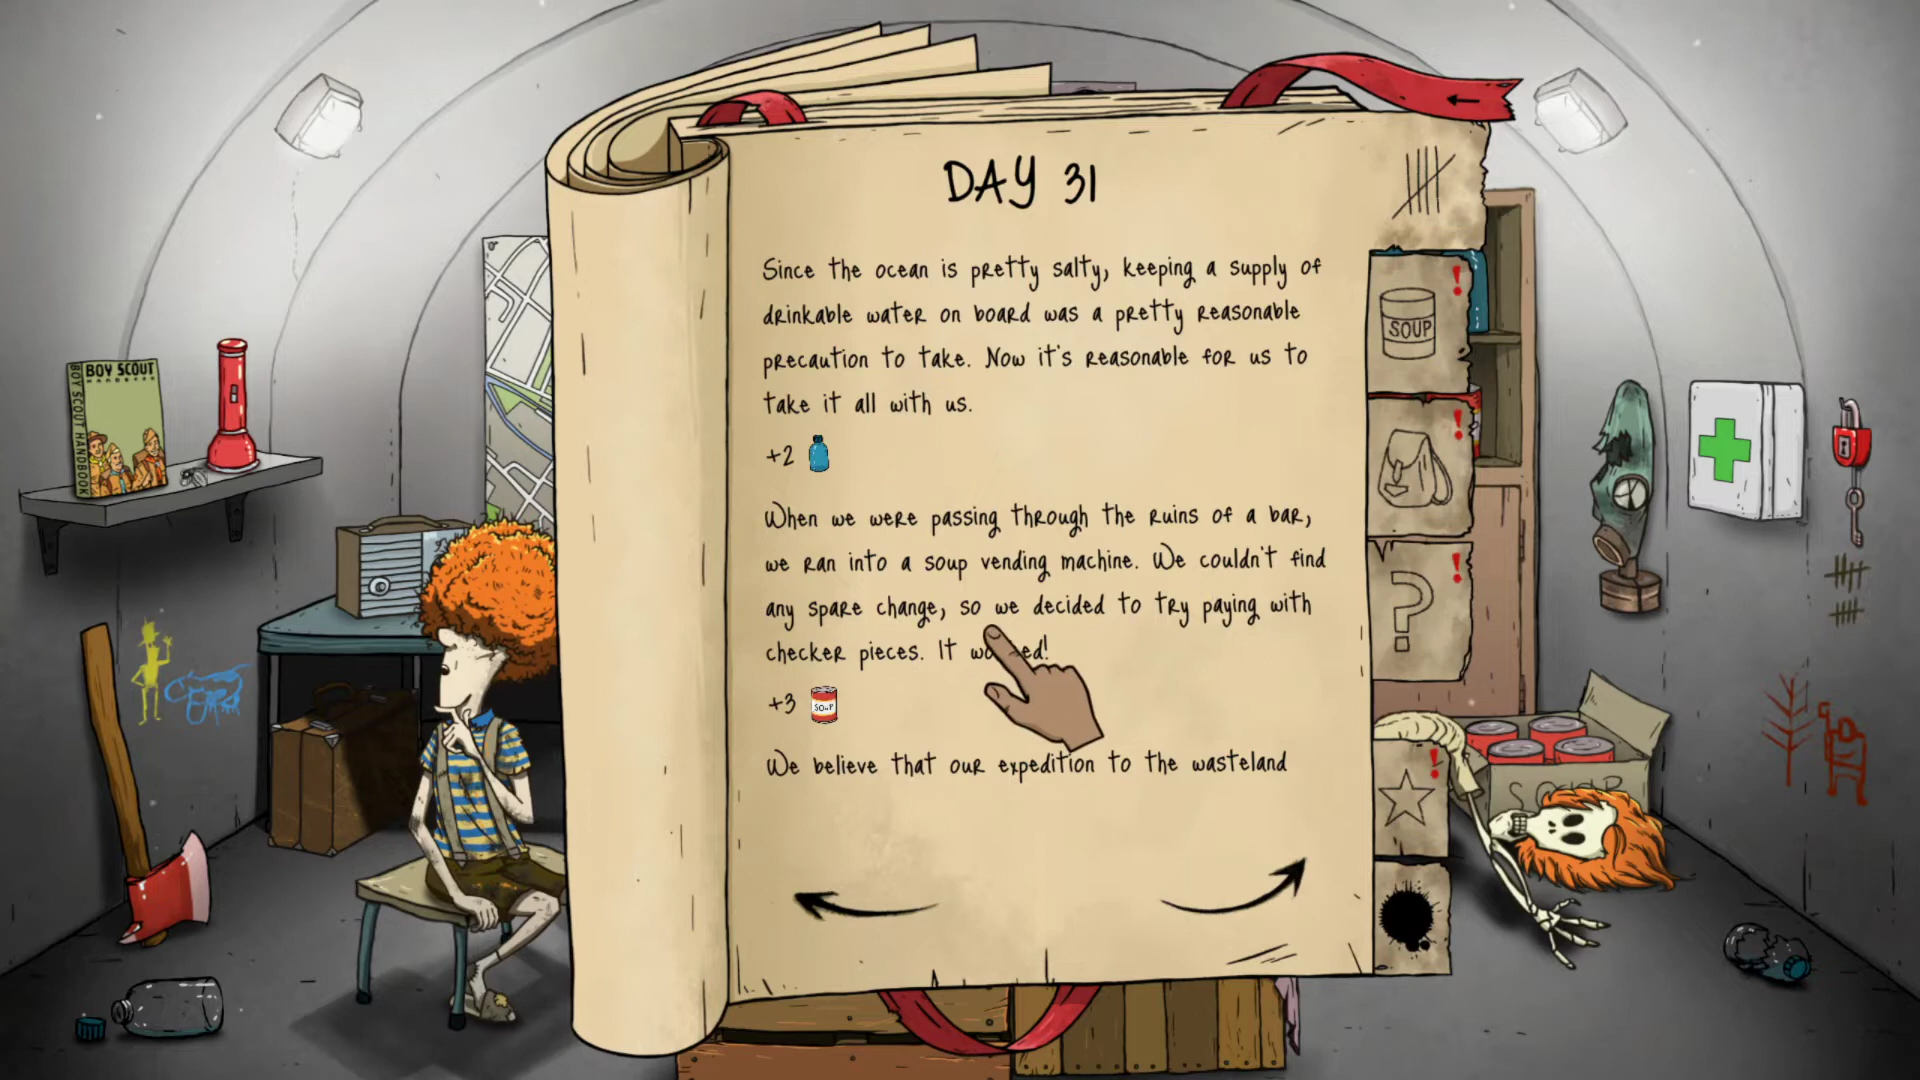 DAY 31
Since the ocean is pretty salty, keeping a supply of
drinkable water on board was a pretty reasonable
precaution to take. Now it's reasonable for us to
take it all with us.
+2
When we were passing through the ruins of a bar,
we ran into a soup vending machine. We couldn't find
any spare change, so we decided to try paying with
checker pieces. It
+3 SOUP
We believe that our expedition to the wasteland
SOUP
BOY SCOUT
HANDBOOK
BOY SCOUT HANDBOOK
SOUP